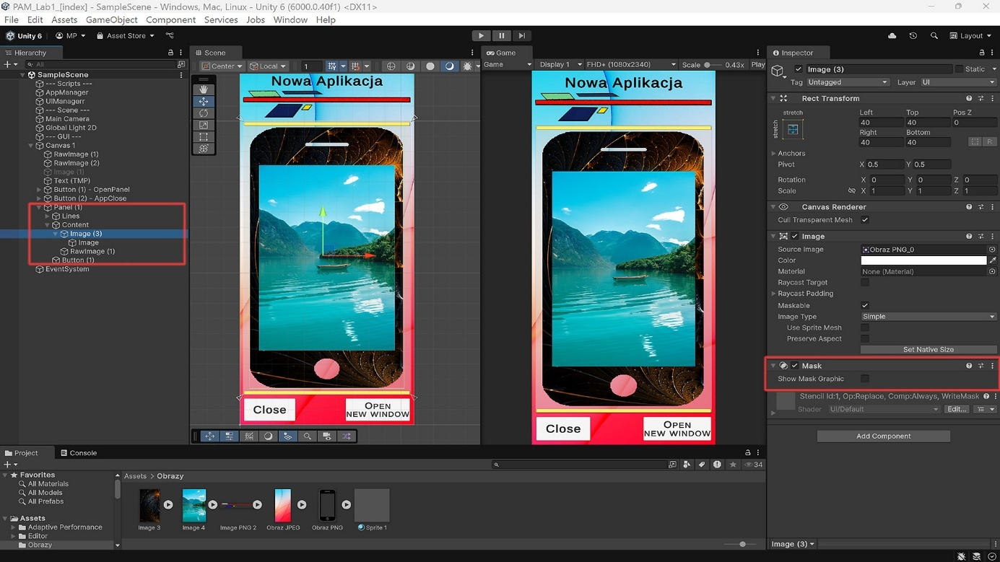 PAM_Lab1_[index] - SampleScene - Windows, Mac, Linux - Unity 6 (6000.0.40f1) <DX11>
File Edit Assets GameObject Component Services Jobs Window Help
Unity 6 MP Asset Store Layout
Hierarchy
All
SampleScene
--- Scripts ---
AppManager
UIManagerr
--- Scene ---
Main Camera
Global Light 2D
--- GUI ---
Canvas 1
RawImage (1)
RawImage (2)
Image (1)
Text (TMP)
Button (1) - OpenPanel
Button (2) - AppClose
Panel (1)
Lines
Content
Image (3)
Image
RawImage (1)
Button (1)
EventSystem
Scene
Center Local 1
Nowa Aplikacja
Close
OPEN
NEW WINDOW
Game
Game Display 1 FHD+ (1080x2340) Scale 0.43x Play
Nowa Aplikacja
Close
OPEN
NEW WINDOW
Inspector
Image (3) Static
Tag Untagged Layer UI
Rect Transform
stretch
stretch
Left Top Pos Z
40 40 0
Right Bottom
40 40 R
Anchors
Pivot X 0.5 Y 0.5
Rotation X 0 Y 0 Z 0
Scale X 1 Y 1 Z 1
Canvas Renderer
Cull Transparent Mesh
Image
Source Image Obraz PNG_0
Color
Material None (Material)
Raycast Target
Raycast Padding
Maskable
Image Type Simple
Use Sprite Mesh
Preserve Aspect
Set Native Size
Mask
Show Mask Graphic
Stencil Id:1, Op:Replace, Comp:Always, WriteMask
Shader UI/Default Edit...
Add Component
Image (3)
Project Console
34
Favorites
All Materials
All Models
All Prefabs
Assets
Adaptive Performance
Editor
Obrazy
Assets > Obrazy
Image 3 Image 4 Image PNG 2 Obraz JPEG Obraz PNG Sprite 1